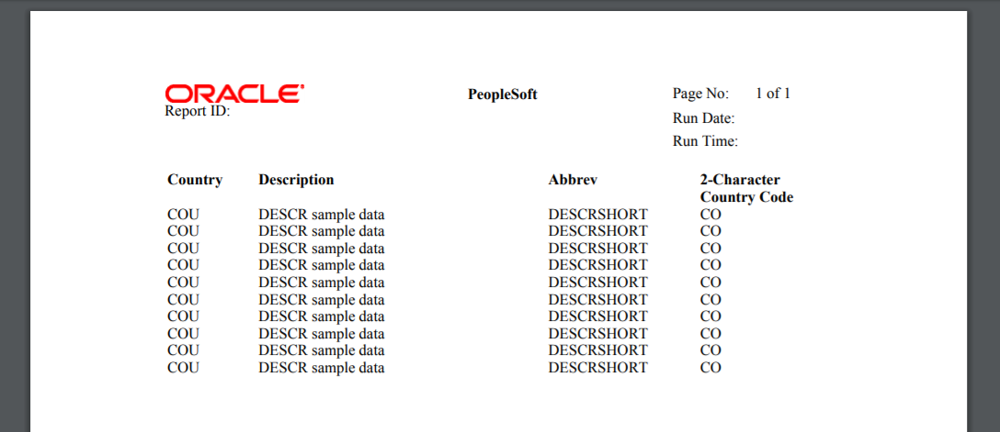 ORACLE PeopleSoft Page No: 1 of 1
Report ID:
Run Date:
Run Time:
Country Description Abbrev 2-Character
Country Code
COU DESCR sample data DESCRSHORT CO
COU DESCR sample data DESCRSHORT CO
COU DESCR sample data DESCRSHORT CO
COU DESCR sample data DESCRSHORT CO
COU DESCR sample data DESCRSHORT CO
COU DESCR sample data DESCRSHORT CO
COU DESCR sample data DESCRSHORT CO
COU DESCR sample data DESCRSHORT CO
COU DESCR sample data DESCRSHORT CO
COU DESCR sample data DESCRSHORT CO